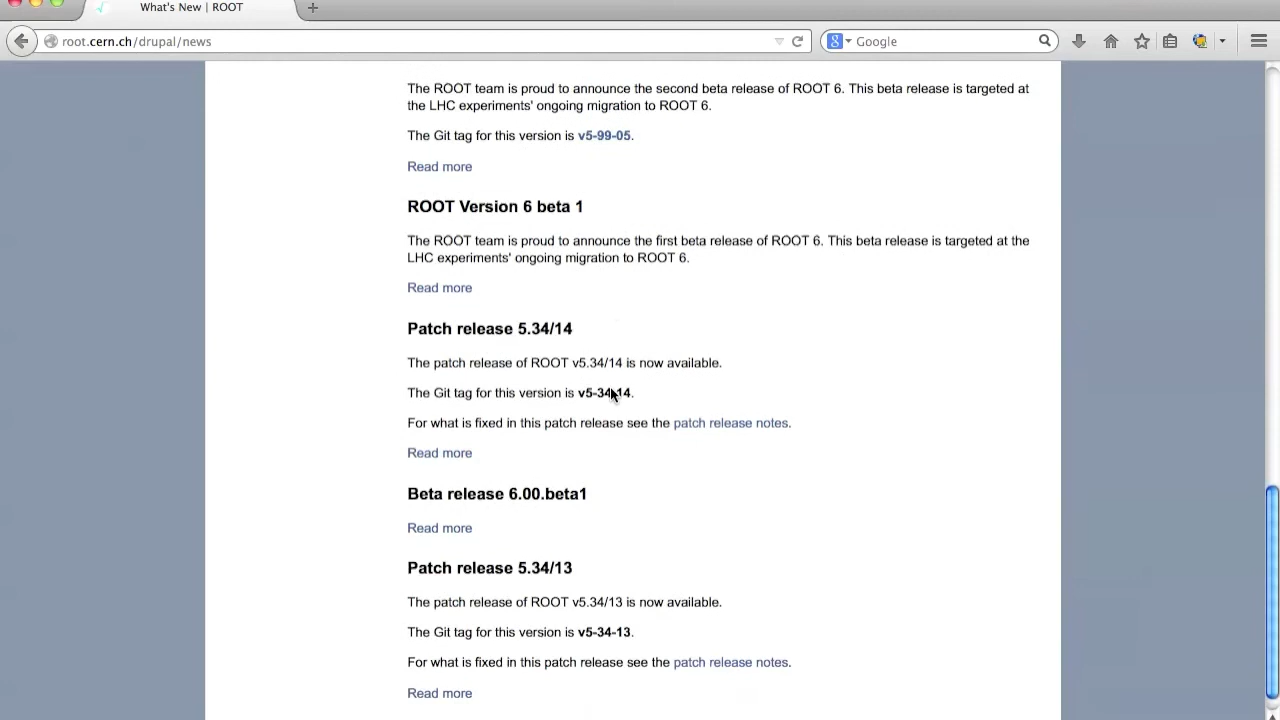 What's New | ROOT
root.cern.ch/drupal/news
Google
The ROOT team is proud to announce the second beta release of ROOT 6. This beta release is targeted at
the LHC experiments' ongoing migration to ROOT 6.
The Git tag for this version is v5-99-05.
Read more
ROOT Version 6 beta 1
The ROOT team is proud to announce the first beta release of ROOT 6. This beta release is targeted at the
LHC experiments' ongoing migration to ROOT 6.
Read more
Patch release 5.34/14
The patch release of ROOT v5.34/14 is now available.
The Git tag for this version is v5-34-14.
For what is fixed in this patch release see the patch release notes.
Read more
Beta release 6.00.beta1
Read more
Patch release 5.34/13
The patch release of ROOT v5.34/13 is now available.
The Git tag for this version is v5-34-13.
For what is fixed in this patch release see the patch release notes.
Read more